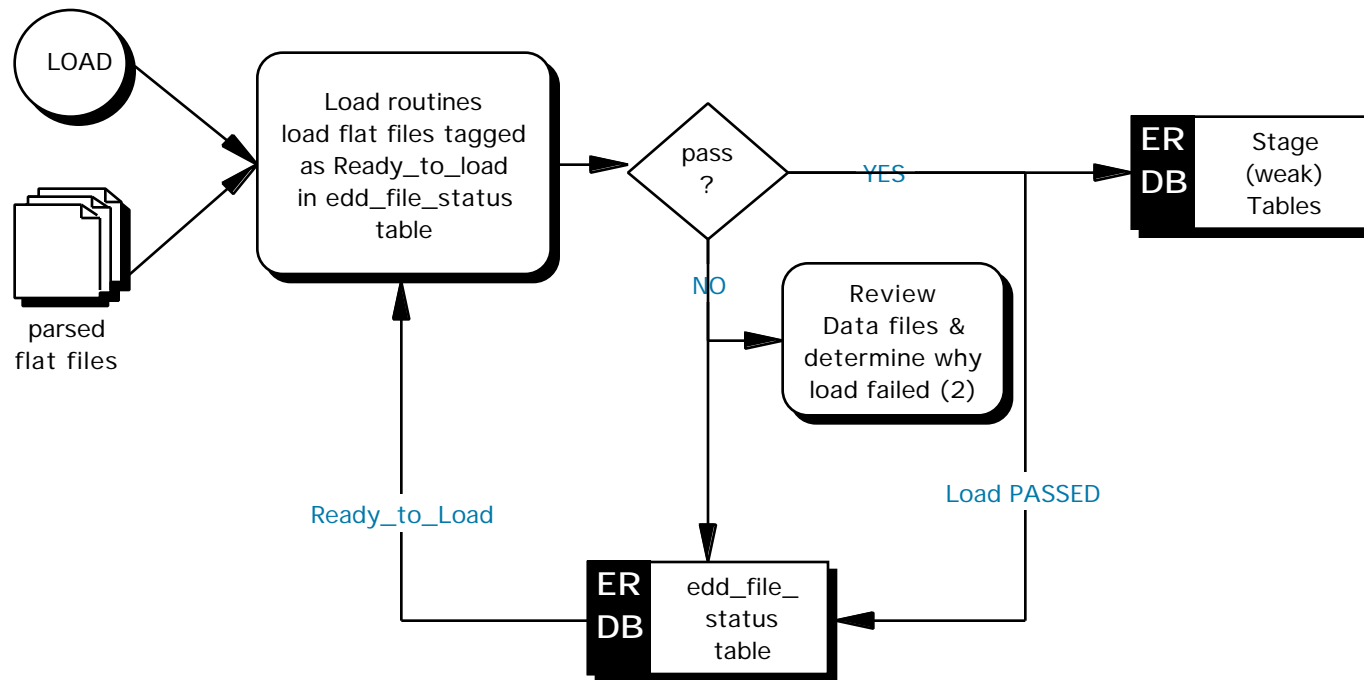 LOAD
parsed
flat files
Load routines
load flat files tagged
as Ready_to_load
in edd_file_status
table
pass
?
YES
NO
ER
DB
Stage
(weak)
Tables
Review
Data files &
determine why
load failed (2)
Load PASSED
Ready_to_Load
ER
DB
edd_file_
status
table